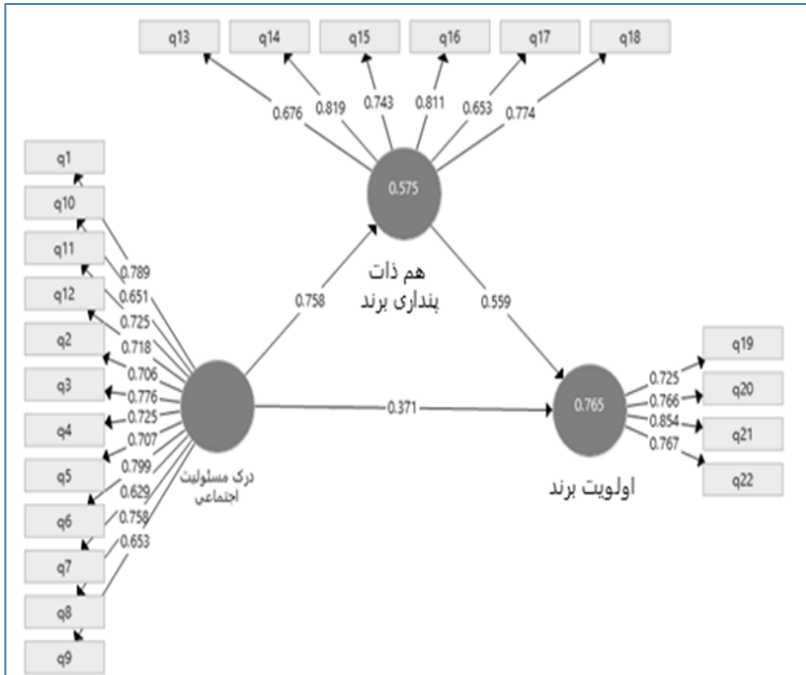 q13
q14
q15
q16
q17
q18
0.676
0.819
0.743
0.811
0.653
0.774
0.575
هم ذات
پنداری برند
q1
q10
q11
q12
q2
q3
q4
q5
q6
q7
q8
q9
0.789
0.651
0.725
0.718
0.706
0.776
0.725
0.707
0.799
0.629
0.758
0.653
درک مسئولیت
اجتماعی
0.758
0.559
0.371
0.765
اولویت برند
0.725
0.766
0.854
0.767
q19
q20
q21
q22